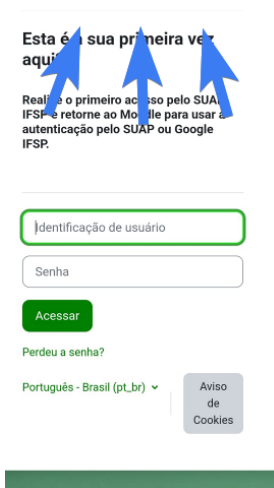 Esta é a sua primeira vez
aqui?
Realize o primeiro acesso pelo SUAP
IFSP e retorne ao Moodle para usar a
autenticação pelo SUAP ou Google
IFSP.
Identificação de usuário
Senha
Acessar
Perdeu a senha?
Português - Brasil (pt_br)
Aviso
de
Cookies